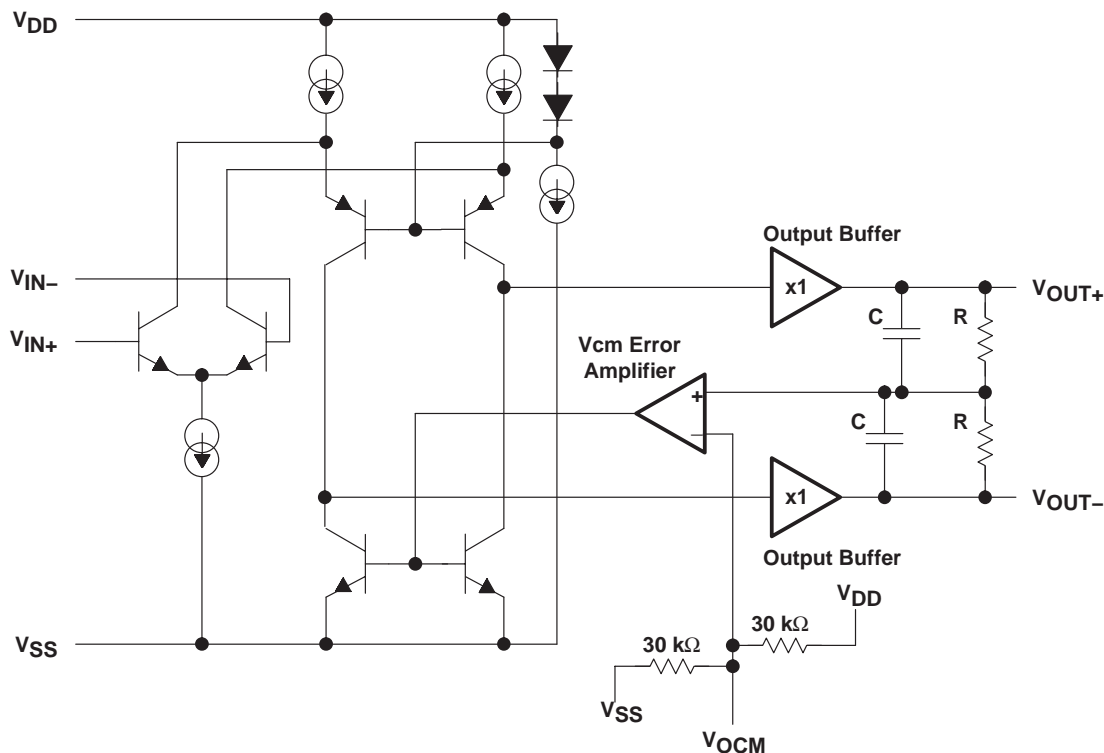 VDD
Output Buffer
VIN−
x1
VOUT+
C
R
VIN+
Vcm Error
Amplifier
+
−
C
R
x1
VOUT−
Output Buffer
VDD
30 kΩ
VSS
30 kΩ
VSS
VOCM